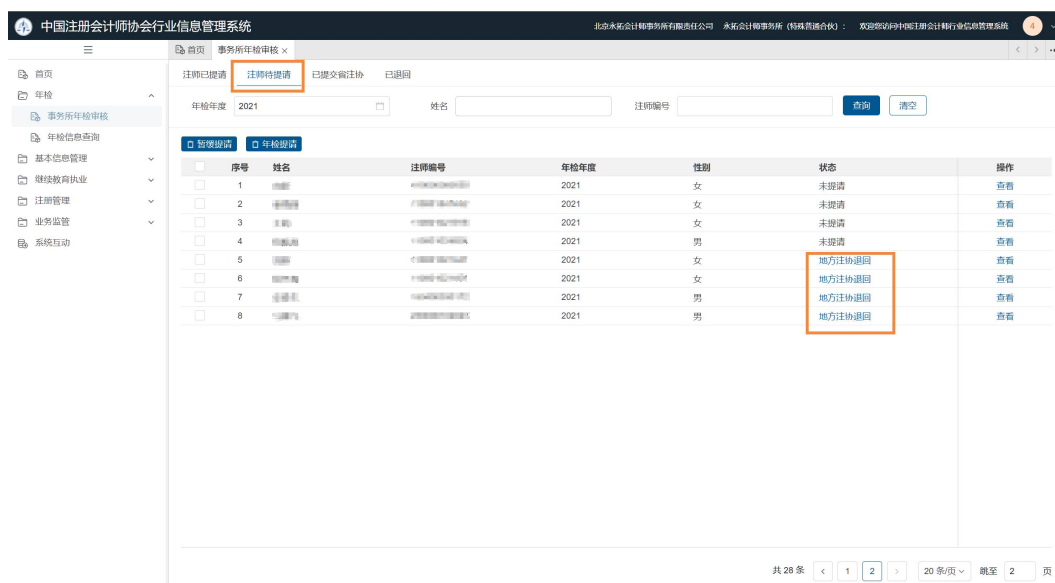 中国注册会计师协会行业信息管理系统
北京永拓会计师事务所有限责任公司 永拓会计师事务所（特殊普通合伙）： 欢迎您访问中国注册会计师行业信息管理系统 4
首页 事务所年检审核 ×
首页
年检
事务所年检审核
年检信息查询
基本信息管理
继续教育执业
注册管理
业务监管
系统互动
注师已提请 注师待提请 已提交省注协 已退回
年检年度 2021 姓名 注师编号 查询 清空
暂缓提请 年检提请
序号 姓名 注师编号 年检年度 性别 状态 操作
1 2021 女 未提请 查看
2 2021 女 未提请 查看
3 2021 女 未提请 查看
4 2021 男 未提请 查看
5 2021 女 地方注协退回 查看
6 2021 女 地方注协退回 查看
7 2021 男 地方注协退回 查看
8 2021 男 地方注协退回 查看
共 28 条 < 1 2 > 20 条/页 跳至 2 页